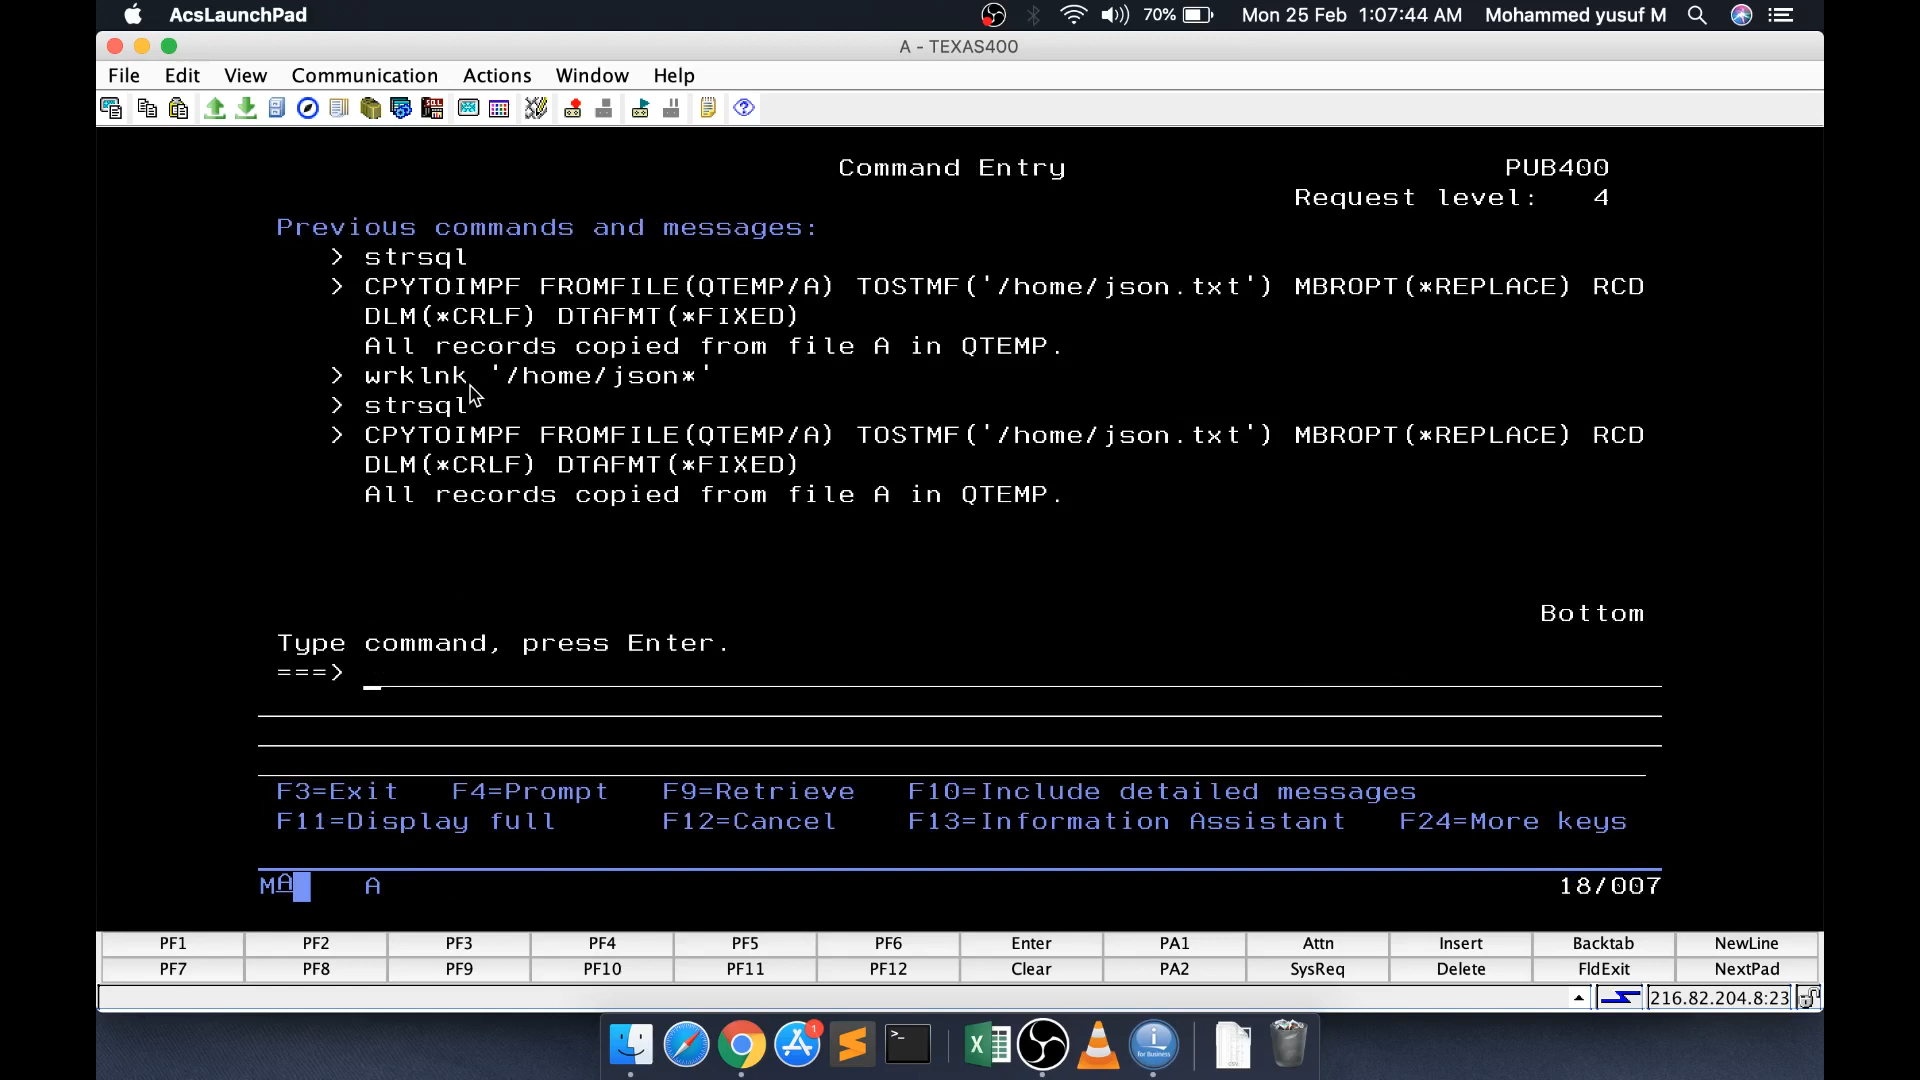 AcsLaunchPad 70% Mon 25 Feb 1:07:44 AM Mohammed yusuf M
A - TEXAS400
File Edit View Communication Actions Window Help
Command Entry PUB400
Request level: 4
Previous commands and messages:
> strsql
> CPYTOIMPF FROMFILE(QTEMP/A) TOSTMF('/home/json.txt') MBROPT(*REPLACE) RCD
DLM(*CRLF) DTAFMT(*FIXED)
All records copied from file A in QTEMP.
> wrklnk '/home/json*'
> strsql
> CPYTOIMPF FROMFILE(QTEMP/A) TOSTMF('/home/json.txt') MBROPT(*REPLACE) RCD
DLM(*CRLF) DTAFMT(*FIXED)
All records copied from file A in QTEMP.
Bottom
Type command, press Enter.
===>
F3=Exit F4=Prompt F9=Retrieve F10=Include detailed messages
F11=Display full F12=Cancel F13=Information Assistant F24=More keys
MA A 18/007
PF1 PF2 PF3 PF4 PF5 PF6 Enter PA1 Attn Insert Backtab NewLine
PF7 PF8 PF9 PF10 PF11 PF12 Clear PA2 SysReq Delete FldExit NextPad
216.82.204.8:23
1
for Business